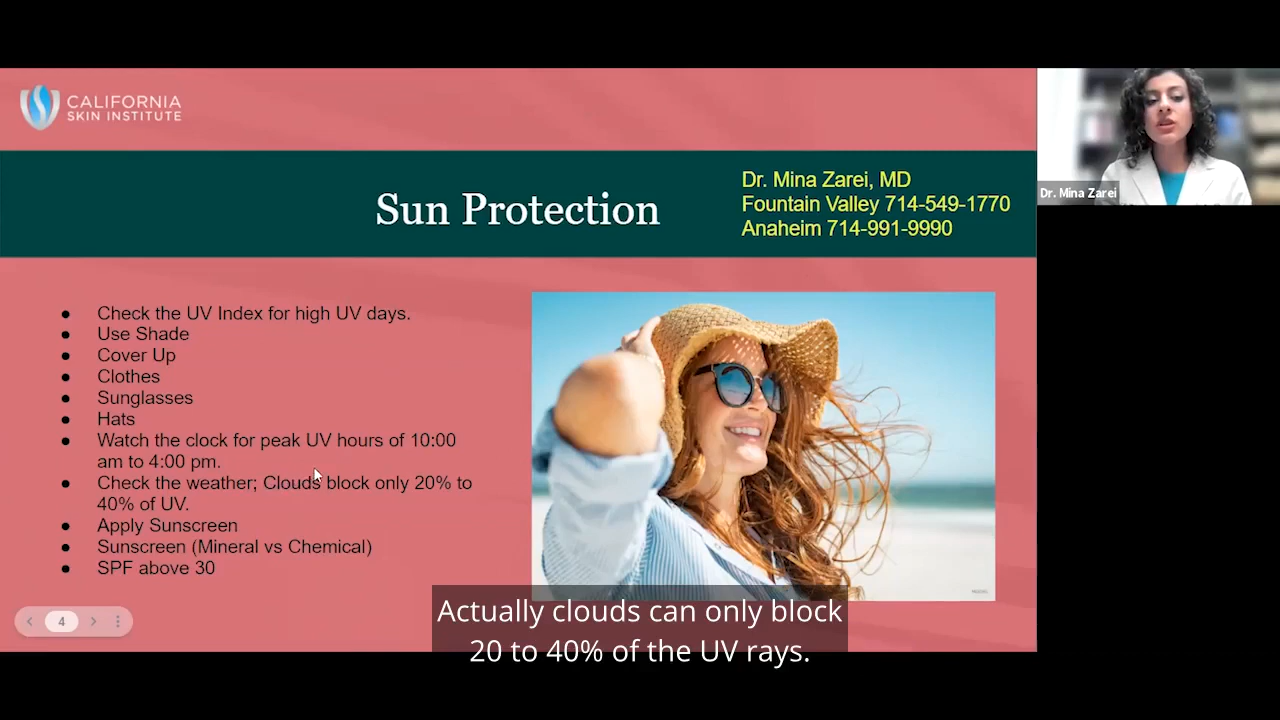 CALIFORNIA
SKIN INSTITUTE
Sun Protection
Dr. Mina Zarei, MD
Fountain Valley 714-549-1770
Anaheim 714-991-9990
Dr. Mina Zarei
● Check the UV Index for high UV days.
● Use Shade
● Cover Up
● Clothes
● Sunglasses
● Hats
● Watch the clock for peak UV hours of 10:00
am to 4:00 pm.
● Check the weather; Clouds block only 20% to
40% of UV.
● Apply Sunscreen
● Sunscreen (Mineral vs Chemical)
● SPF above 30
4
Actually clouds can only block
20 to 40% of the UV rays.